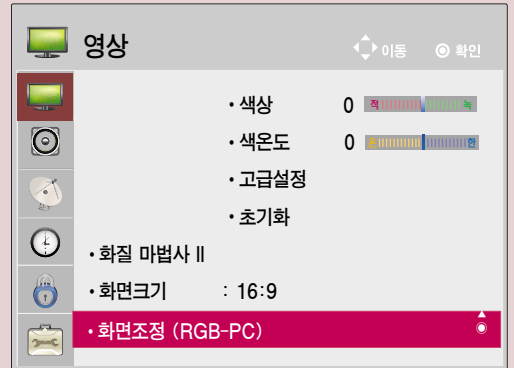 영상
이동 확인
• 색상 0 적 녹
• 색온도 0 온 한
• 고급설정
• 초기화
• 화질 마법사 II
• 화면크기 : 16:9
• 화면조정 (RGB-PC)